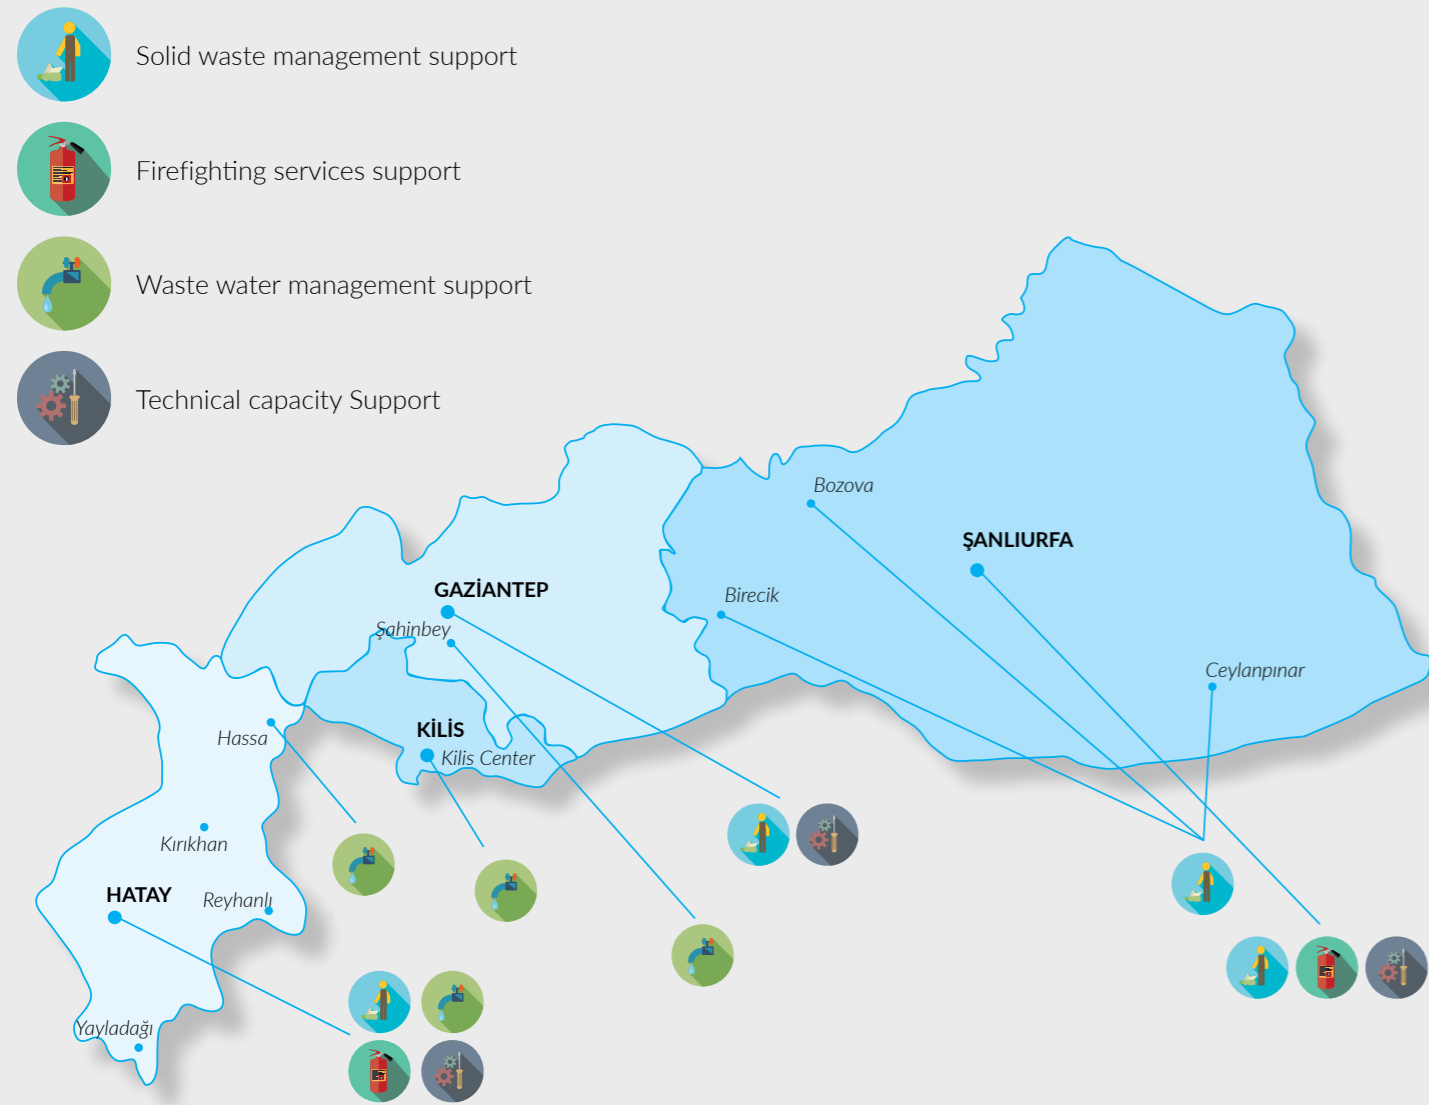 Solid waste management support
Firefighting services support
Waste water management support
Technical capacity Support
Bozova
ŞANLIURFA
GAZİANTEP
Birecik
Şahinbey
Ceylanpınar
KİLİS
Hassa
Kilis Center
Kırıkhan
HATAY
Reyhanlı
Yayladağı